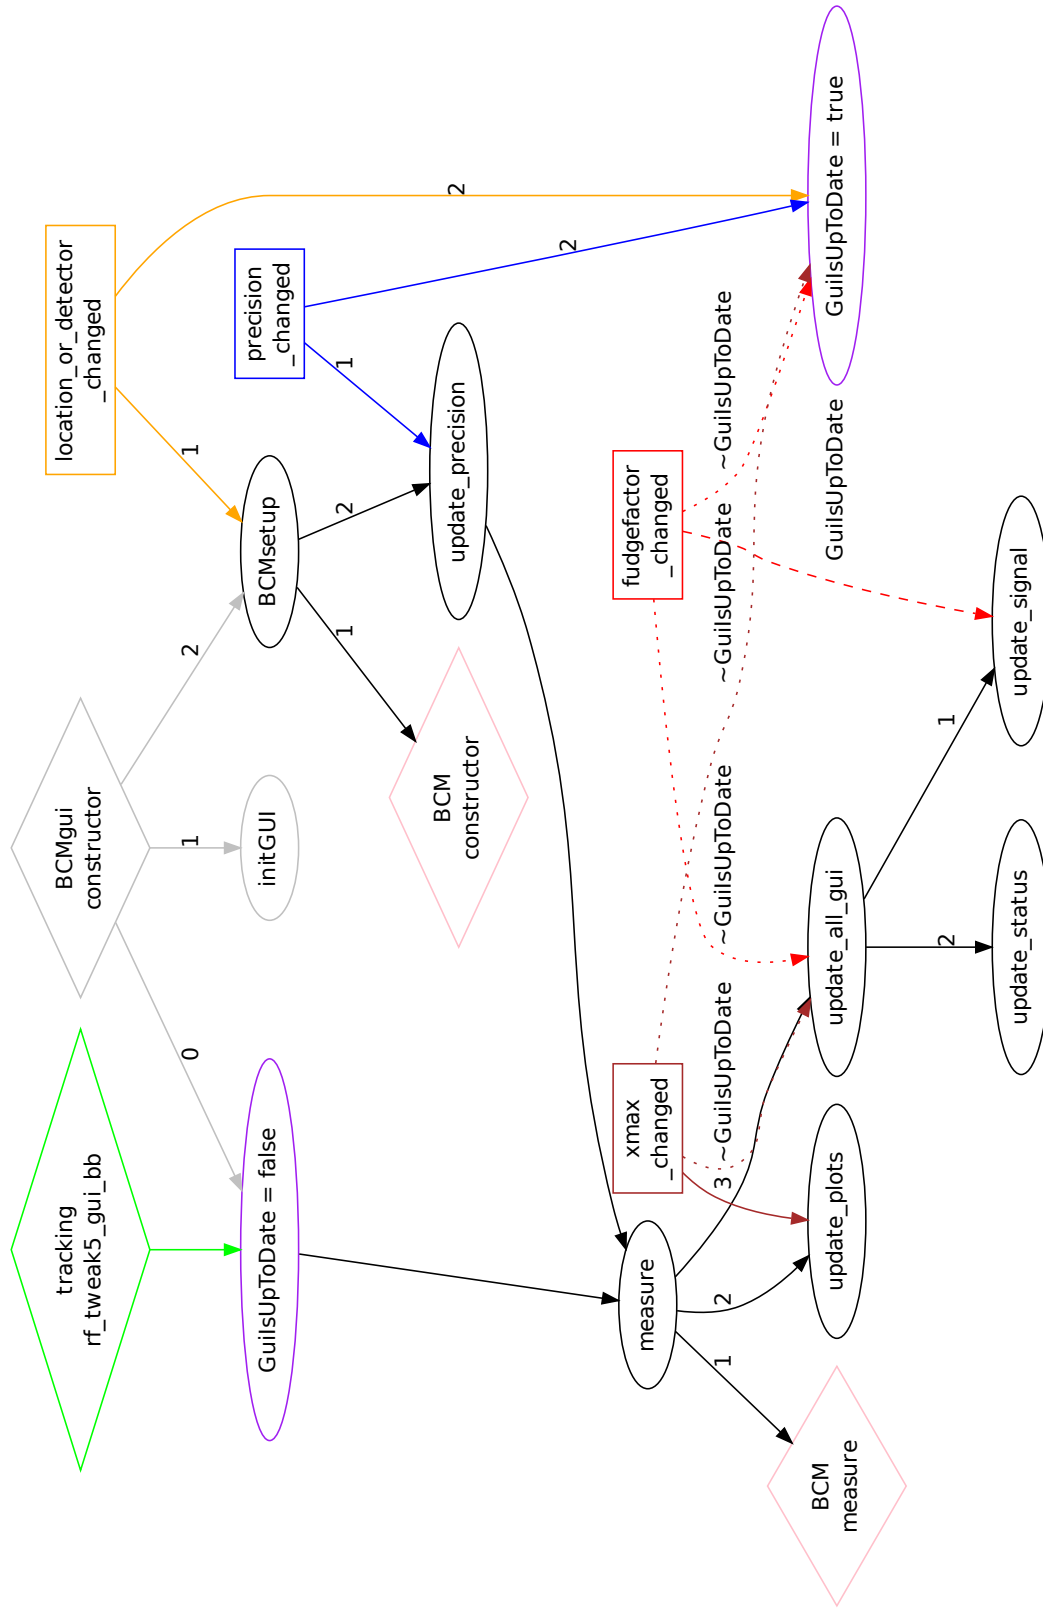 location_or_detector
_changed
BCMgui
constructor
tracking
rf_tweak5_gui_bb
2
1
2
1
0
precision
_changed
BCMsetup
initGUI
GuiIsUpToDate = false
2
1
2
1
update_precision
BCM
constructor
fudgefactor
_changed
xmax
_changed
measure
~GuiIsUpToDate
~GuiIsUpToDate
~GuiIsUpToDate
~GuiIsUpToDate
3
2
1
GuiIsUpToDate = true
GuiIsUpToDate
update_all_gui
update_plots
BCM
measure
1
2
update_signal
update_status